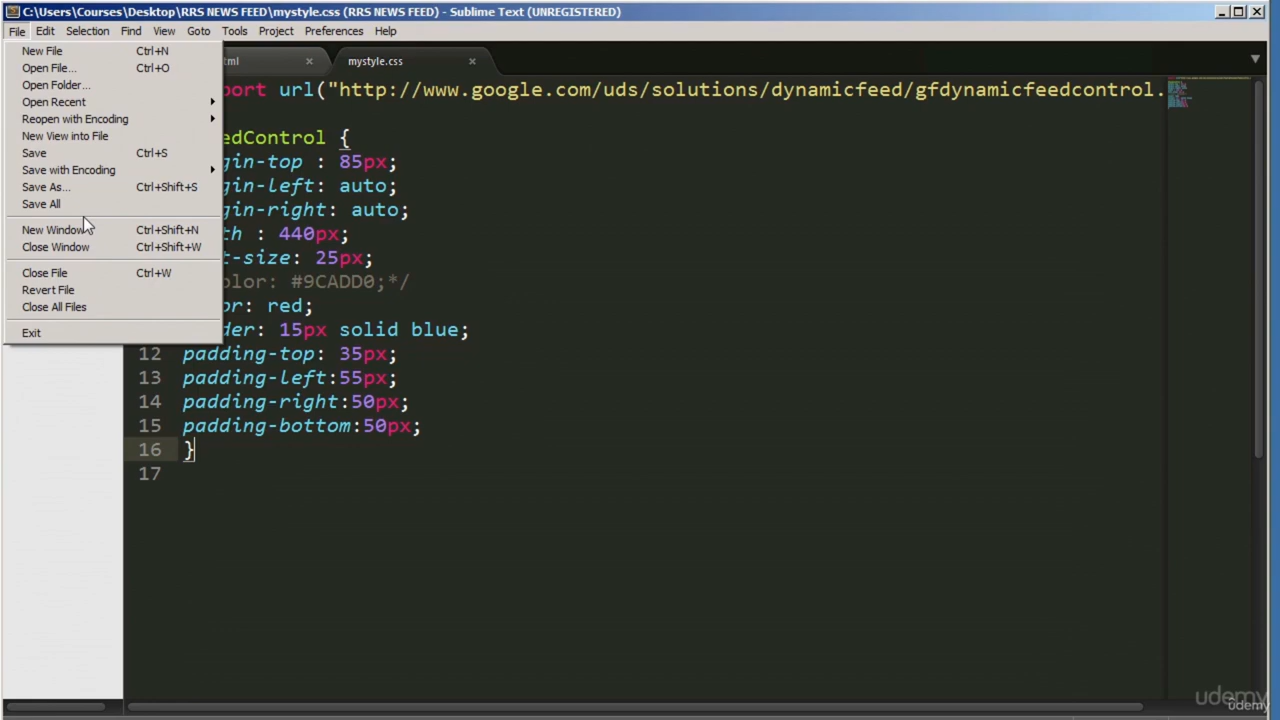 C:\Users\Courses\Desktop\RRS NEWS FEED\mystyle.css (RRS NEWS FEED) - Sublime Text (UNREGISTERED)
File Edit Selection Find View Goto Tools Project Preferences Help
New File Ctrl+N
Open File... Ctrl+O
Open Folder...
Open Recent
Reopen with Encoding
New View into File
Save Ctrl+S
Save with Encoding
Save As... Ctrl+Shift+S
Save All
New Window Ctrl+Shift+N
Close Window Ctrl+Shift+W
Close File Ctrl+W
Revert File
Close All Files
Exit
ml × mystyle.css ×
port url("http://www.google.com/uds/solutions/dynamicfeed/gfdynamicfeedcontrol.
edControl {
gin-top : 85px;
gin-left: auto;
gin-right: auto;
th : 440px;
t-size: 25px;
olor: #9CADD0;*/
or: red;
der: 15px solid blue;
12 padding-top: 35px;
13 padding-left:55px;
14 padding-right:50px;
15 padding-bottom:50px;
16 }
17
udemy
udemy